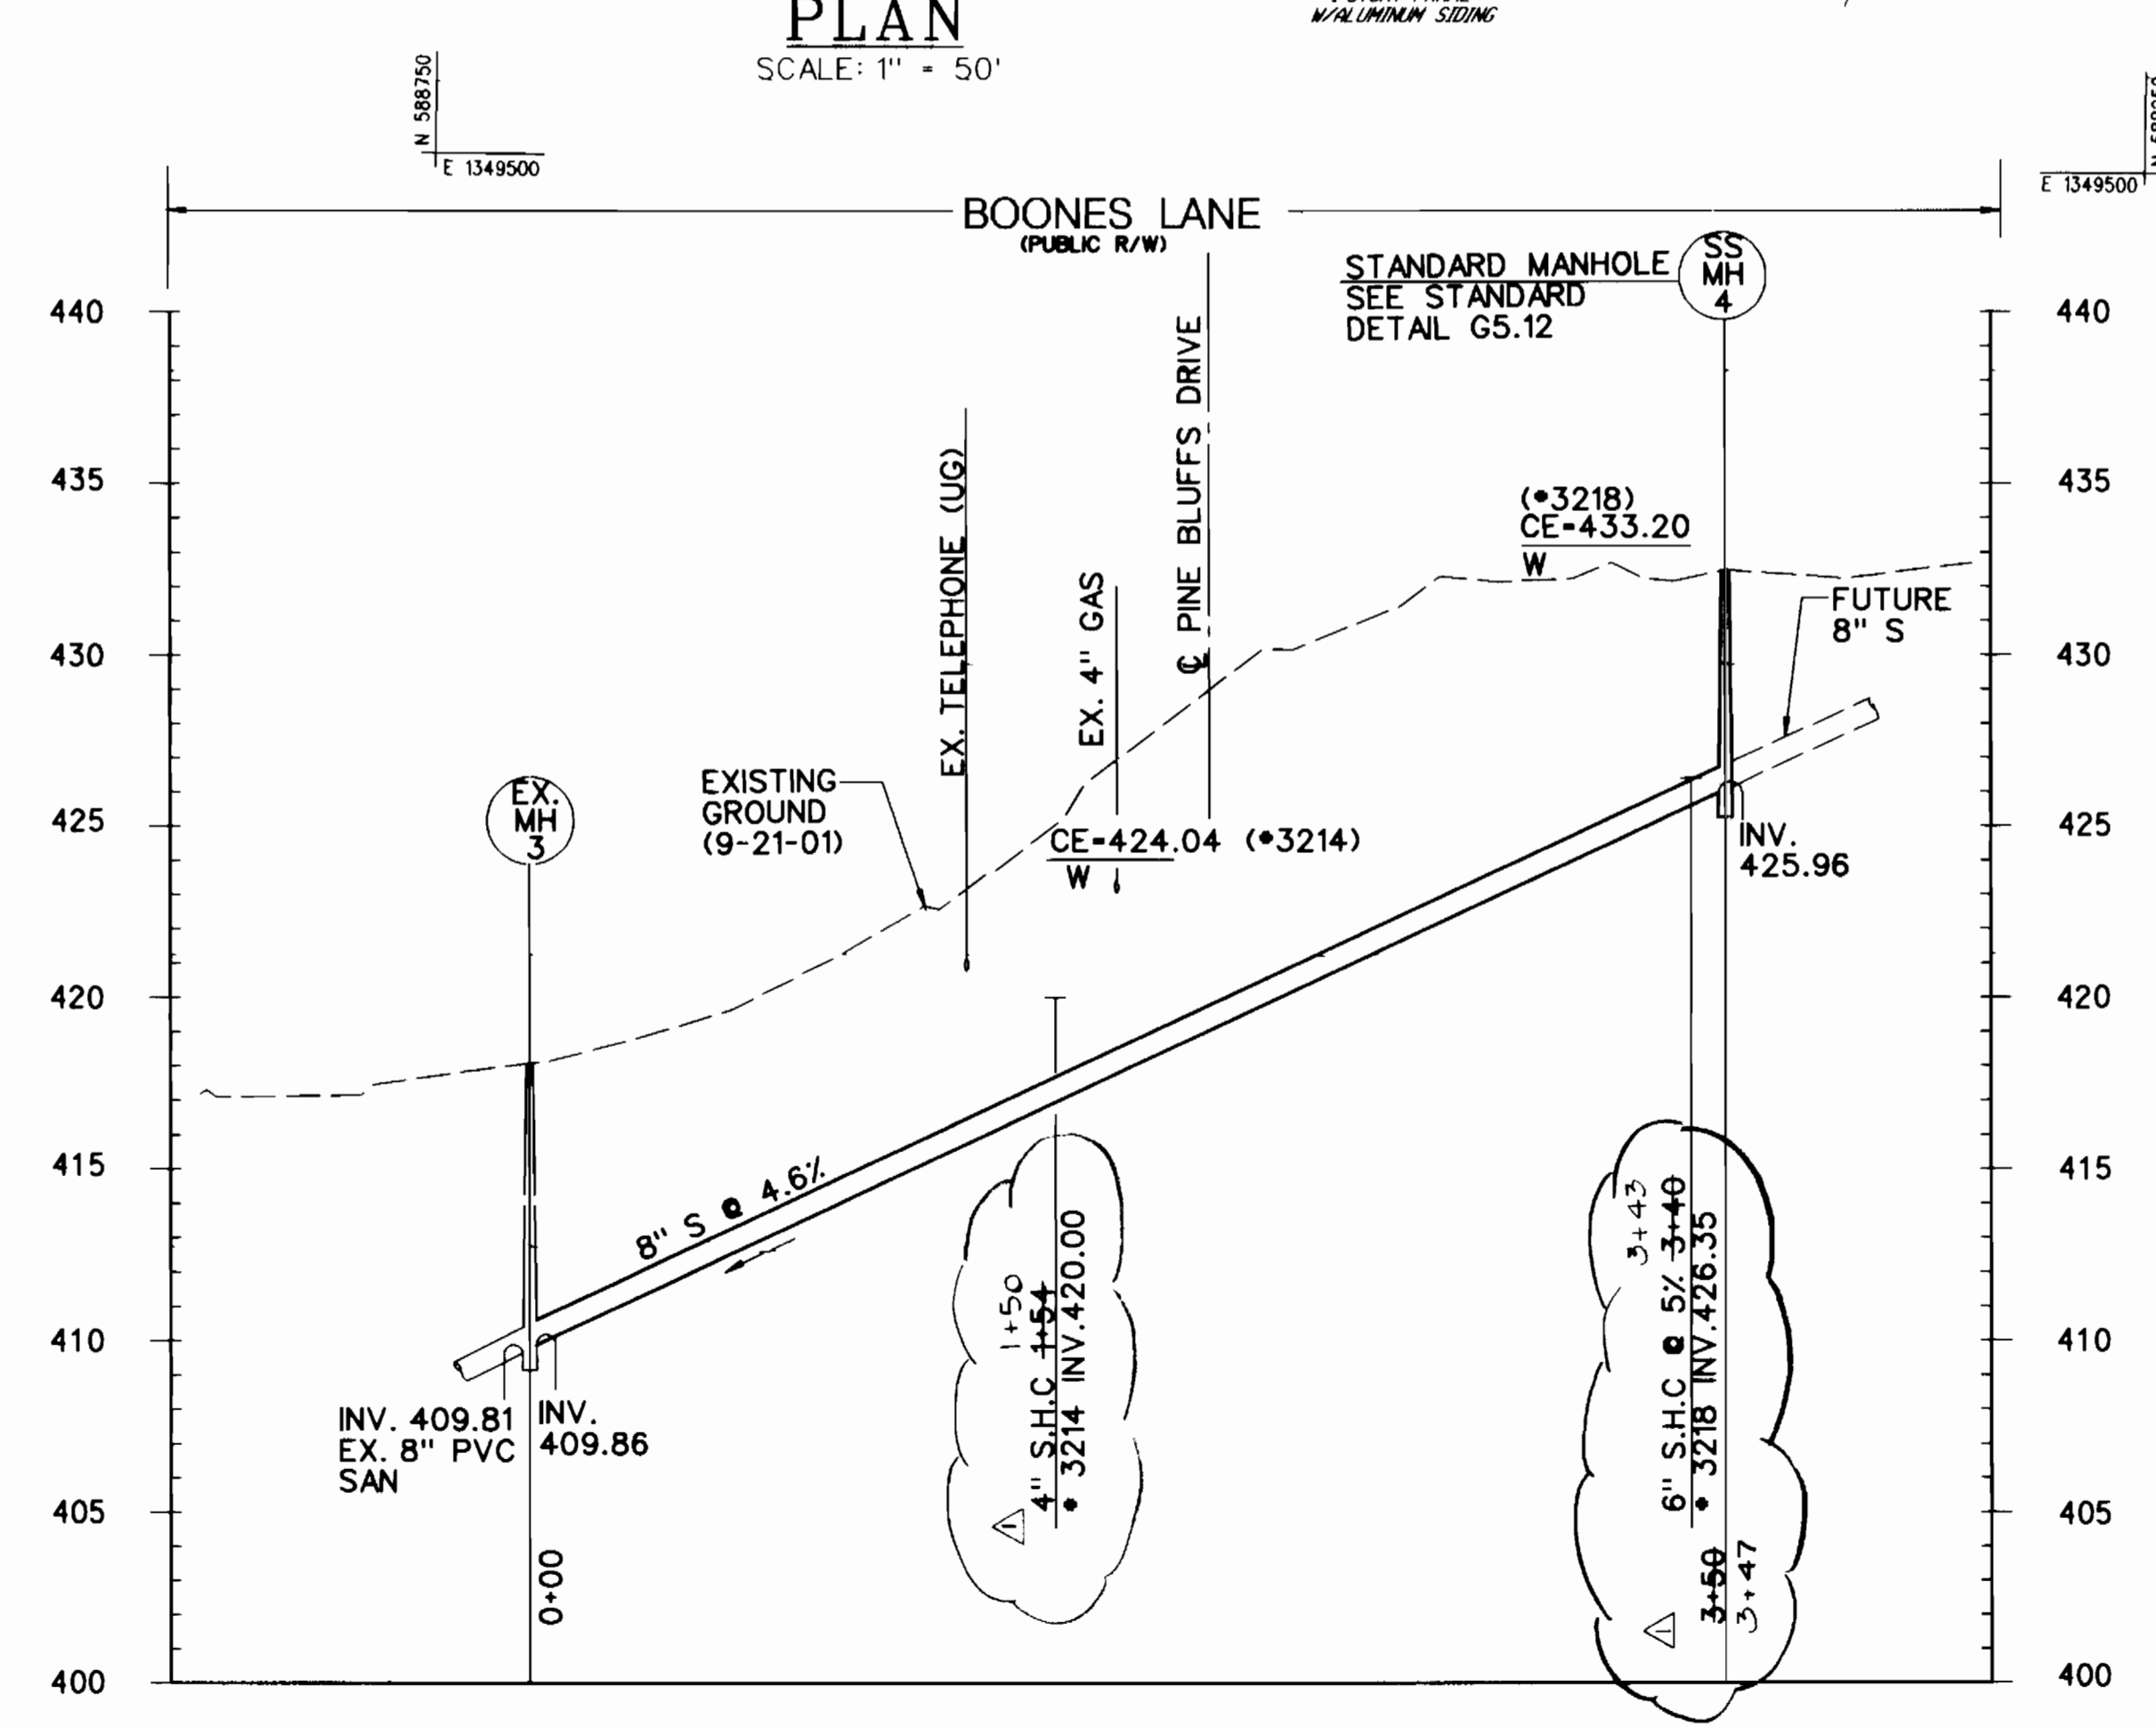 PLAN
SCALE: 1" = 50'
W/ALUMINUM SIDING
N 588750
E 1349500
E 1349500
BOONES LANE
(PUBLIC R/W)
STANDARD MANHOLE
SEE STANDARD
DETAIL G5.12
SS
MH
4
440
435
430
425
420
415
410
405
400
440
435
430
425
420
415
410
405
400
EX. TELEPHONE (UG)
EX. 4" GAS
℄ PINE BLUFFS DRIVE
(•3218)
CE=433.20
W
FUTURE
8" S
EXISTING
GROUND
(9-21-01)
EX.
MH
3
CE=424.04 (•3214)
W
INV.
425.96
8" S @ 4.6%
INV. 409.81
EX. 8" PVC
SAN
INV.
409.86
0+00
1+50
4" S.H.C 1+54
• 3214 INV.420.00
1
3+43
6" S.H.C @ 5% 3+40
• 3218 INV.426.35
3+50
3+47
1